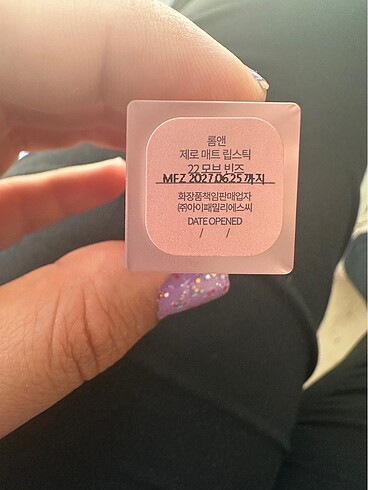 롬앤
제로 매트 립스틱
22 모브 빈즈
MFZ 2027.06.25 까지
화장품책임판매업자
㈜아이패밀리에스씨
DATE OPENED
/ /